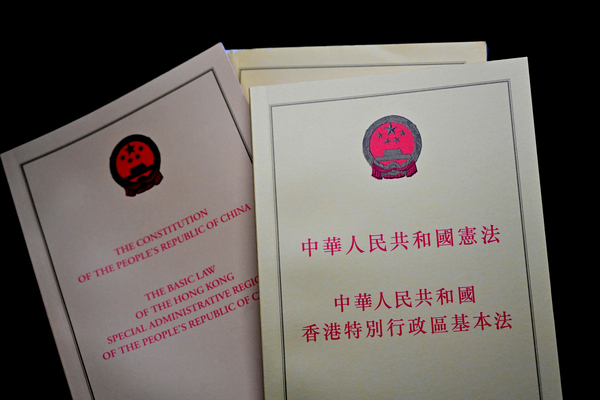 THE CONSTITUTION
OF THE PEOPLE'S REPUBLIC OF CHINA
THE BASIC LAW
OF THE HONG KONG
SPECIAL ADMINISTRATIVE
OF THE PEOPLE'S REPUBLIC OF
中華人民共和國憲法
中華人民共和國
香港特別行政區基本法